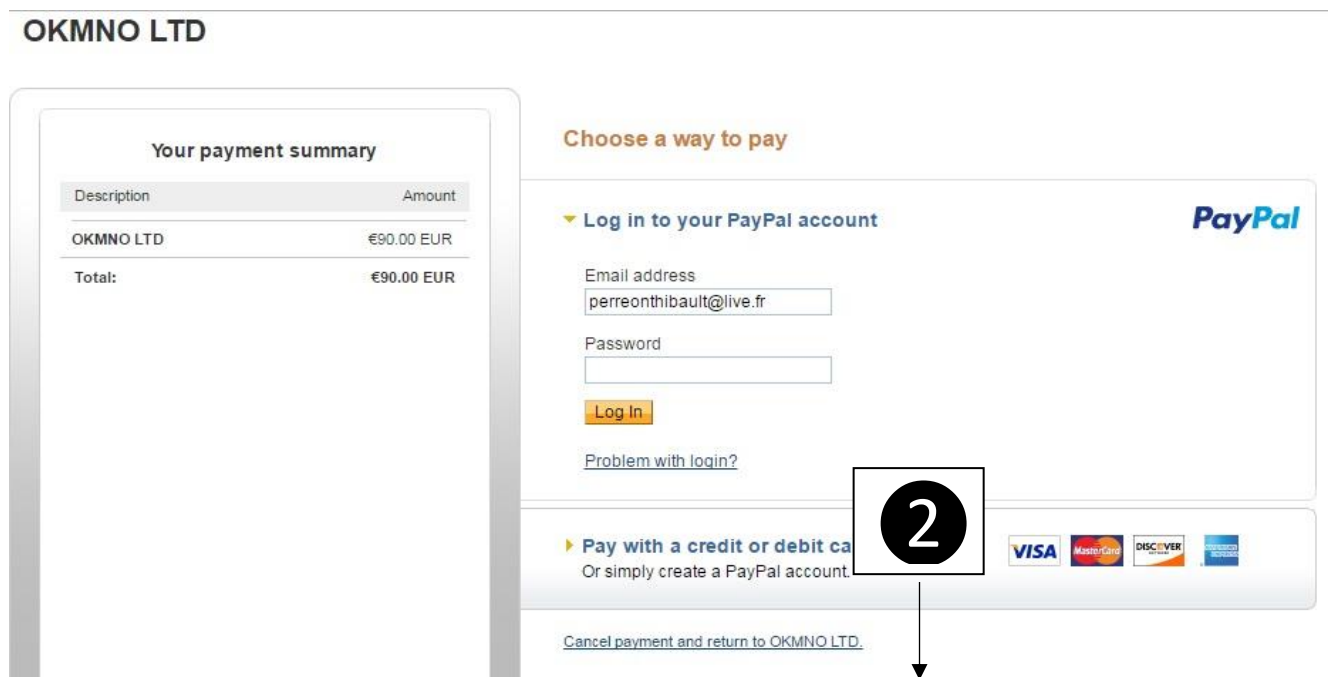 OKMNO LTD
Your payment summary
Description Amount
OKMNO LTD €90.00 EUR
Total: €90.00 EUR
Choose a way to pay
Log in to your PayPal account
PayPal
Email address
perreonthibault@live.fr
Password
Log In
Problem with login?
2
Pay with a credit or debit ca
VISA MasterCard DISCOVER
Or simply create a PayPal account.
Cancel payment and return to OKMNO LTD.